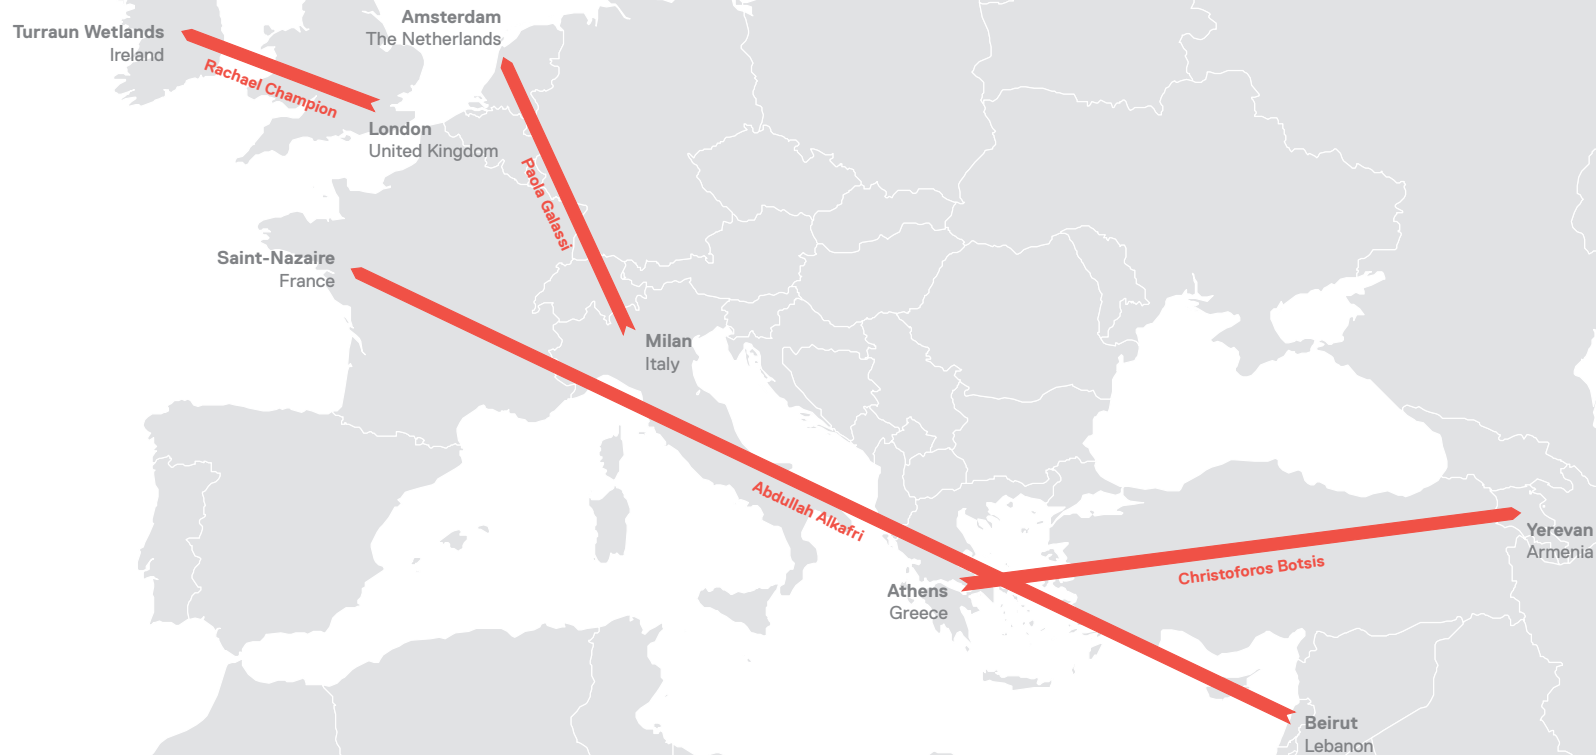 Turraun Wetlands
Ireland
Rachael Champion
London
United Kingdom
Amsterdam
The Netherlands
Paola Galassi
Milan
Italy
Saint-Nazaire
France
Abdullah Alkafri
Beirut
Lebanon
Athens
Greece
Christoforos Botsis
Yerevan
Armenia